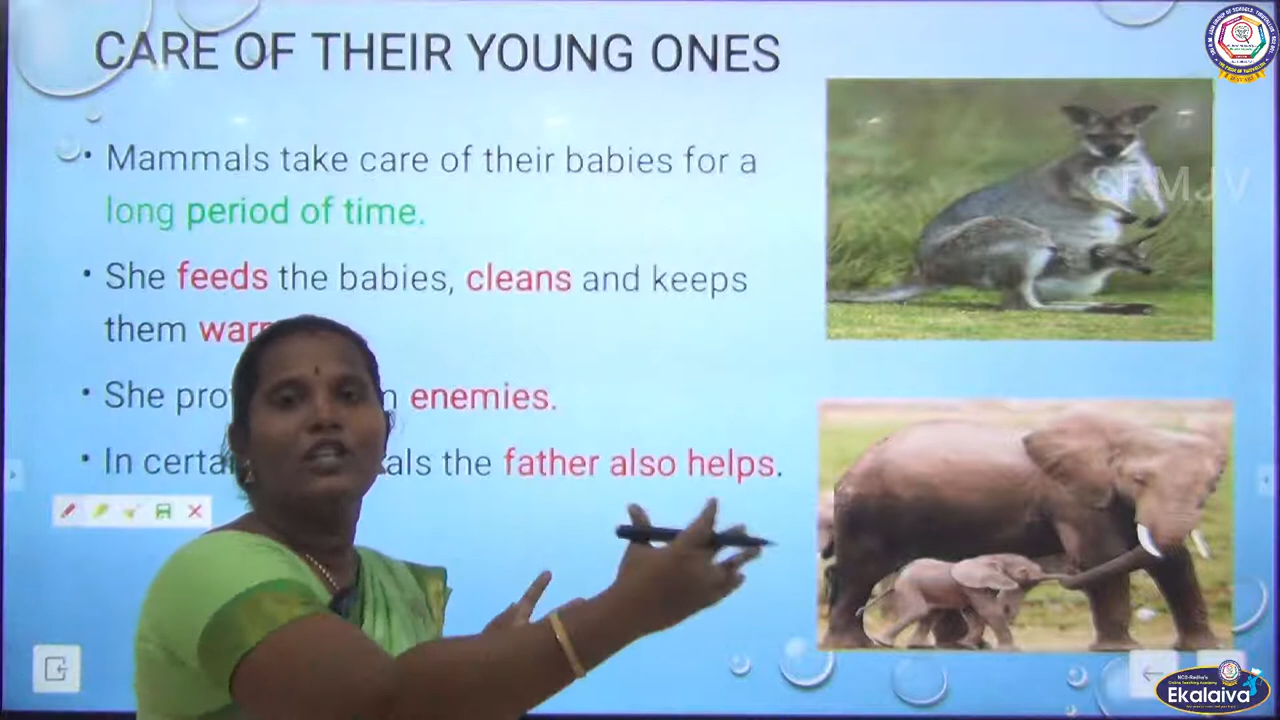 CARE OF THEIR YOUNG ONES
• Mammals take care of their babies for a
long period of time.
• She feeds the babies, cleans and keeps
them
• She enemies.
• In the father also helps.
SRMJV
Ekalaiva